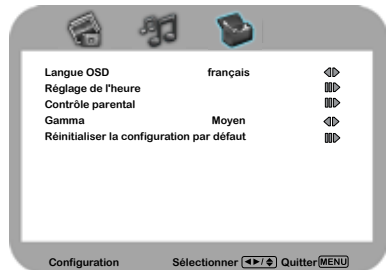 Langue OSD français
Réglage de l'heure
Contrôle parental
Gamma Moyen
Réinitialiser la configuration par défaut
Configuration Sélectionner ◀▶/♦ Quitter MENU